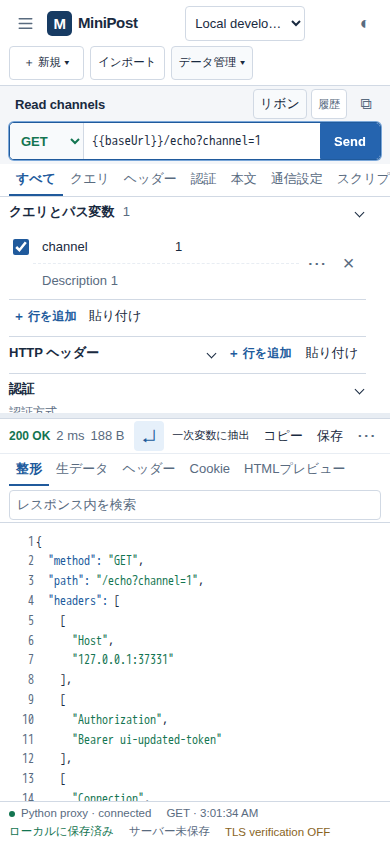 M MiniPost Local develo...
＋ 新規 ▾ インポート データ管理 ▾
Read channels リボン 履歴
GET {{baseUrl}}/echo?channel=1 Send
すべて クエリ ヘッダー 認証 本文 通信設定 スクリプ
クエリとパス変数 1
channel 1
Description 1
＋ 行を追加 貼り付け
HTTP ヘッダー ＋ 行を追加 貼り付け
認証
認証方式
200 OK 2 ms 188 B 一次変数に抽出 コピー 保存
整形 生データ ヘッダー Cookie HTMLプレビュー
レスポンス内を検索
1 {
2 "method": "GET",
3 "path": "/echo?channel=1",
4 "headers": [
5 [
6 "Host",
7 "127.0.0.1:37331"
8 ],
9 [
10 "Authorization",
11 "Bearer ui-updated-token"
12 ],
13 [
14 "Connection",
Python proxy · connected GET · 3:01:34 AM
ローカルに保存済み サーバー未保存 TLS verification OFF